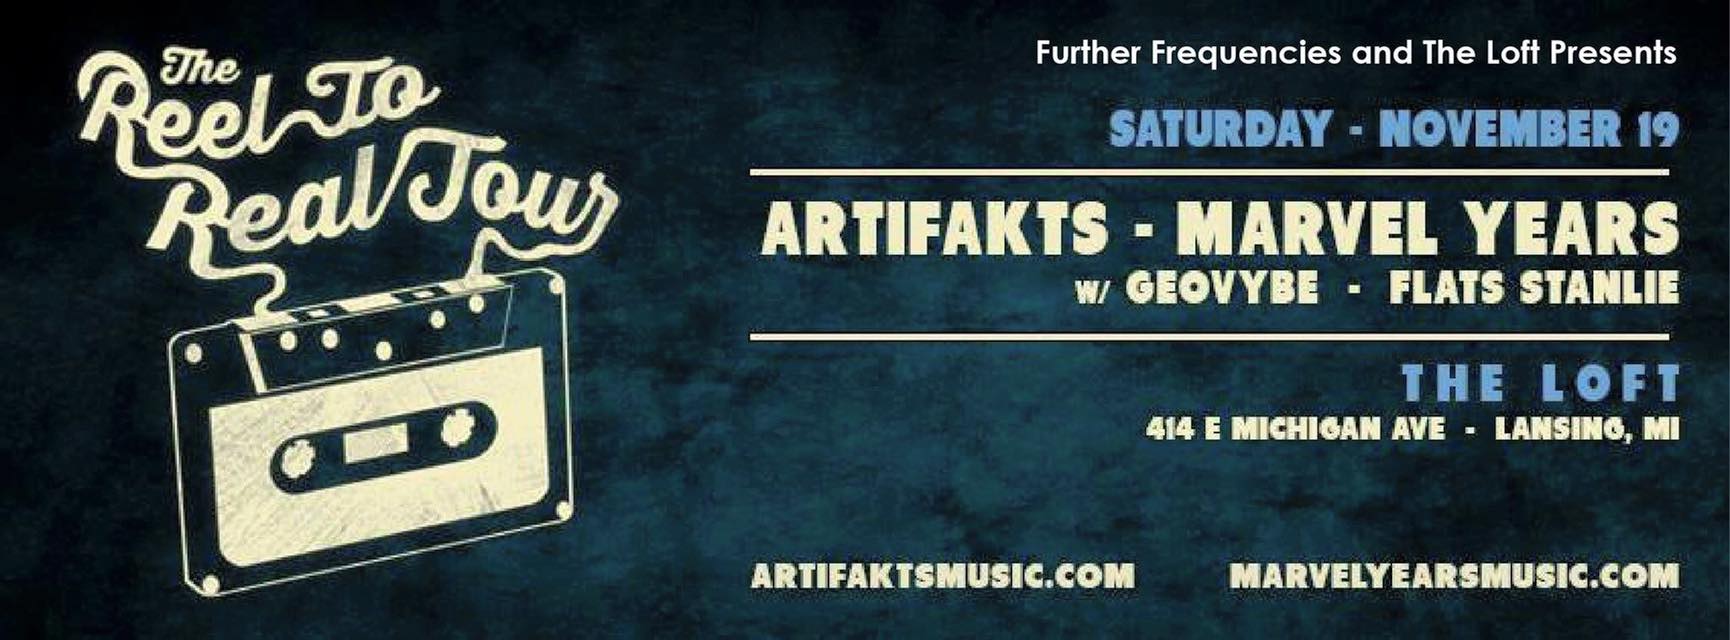 The
Reel To
Real Tour
Further Frequencies and The Loft Presents
SATURDAY - NOVEMBER 19
ARTIFAKTS - MARVEL YEARS
W/ GEOVYBE - FLATS STANLIE
THE LOFT
414 E MICHIGAN AVE - LANSING, MI
ARTIFAKTSMUSIC.COM
MARVELYEARSMUSIC.COM